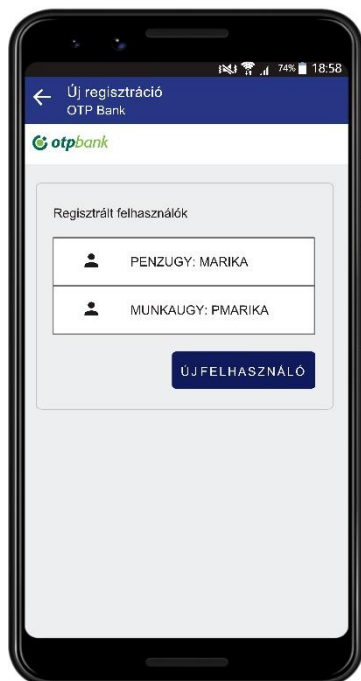 74% 18:58
Új regisztráció
OTP Bank
otpbank
Regisztrált felhasználók
PENZUGY: MARIKA
MUNKAUGY: PMARIKA
ÚJFELHASZNÁLÓ